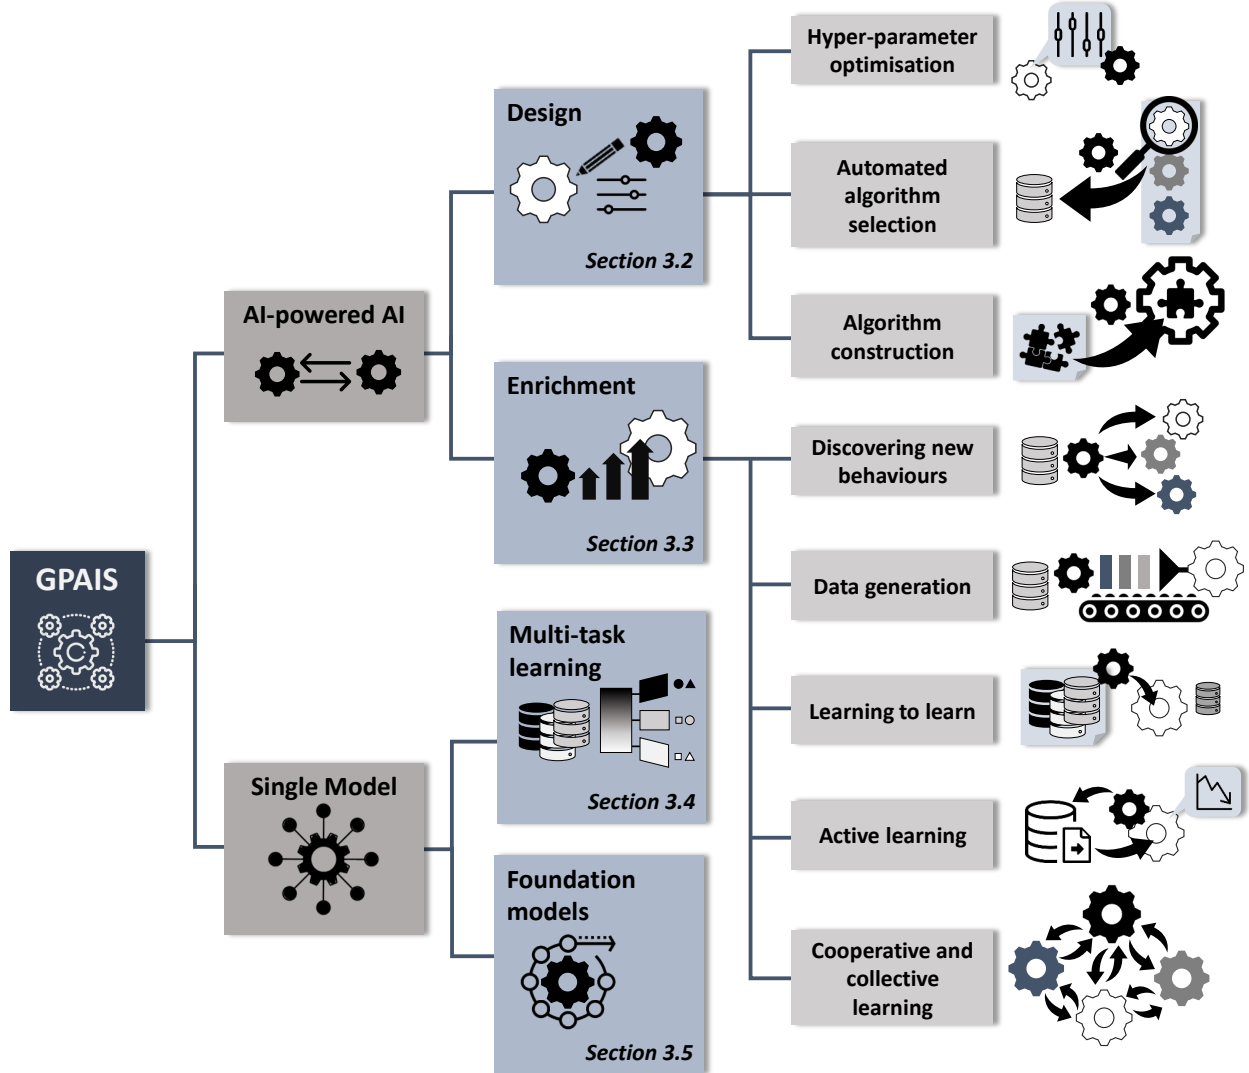 GPAIS
AI-powered AI
Single Model
Design
Section 3.2
Enrichment
Section 3.3
Multi-task
learning
Section 3.4
Foundation
models
Section 3.5
Hyper-parameter
optimisation
Automated
algorithm
selection
Algorithm
construction
Discovering new
behaviours
Data generation
Learning to learn
Active learning
Cooperative and
collective
learning